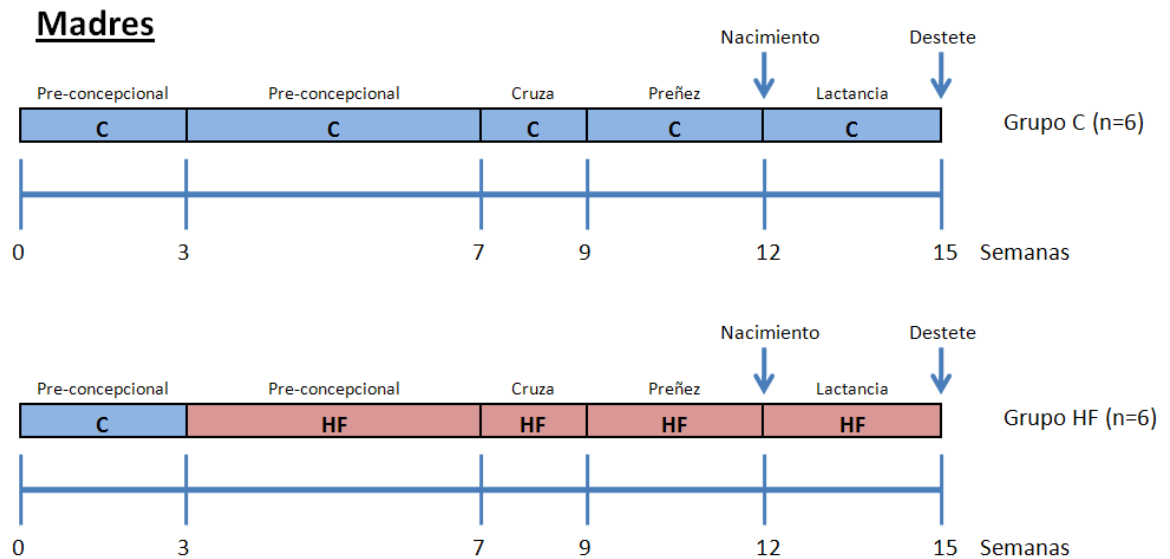 Madres
Nacimiento Destete
Pre-concepcional Pre-concepcional Cruza Preñez Lactancia
C C C C C Grupo C (n=6)
0 3 7 9 12 15 Semanas
Nacimiento Destete
Pre-concepcional Pre-concepcional Cruza Preñez Lactancia
C HF HF HF HF Grupo HF (n=6)
0 3 7 9 12 15 Semanas